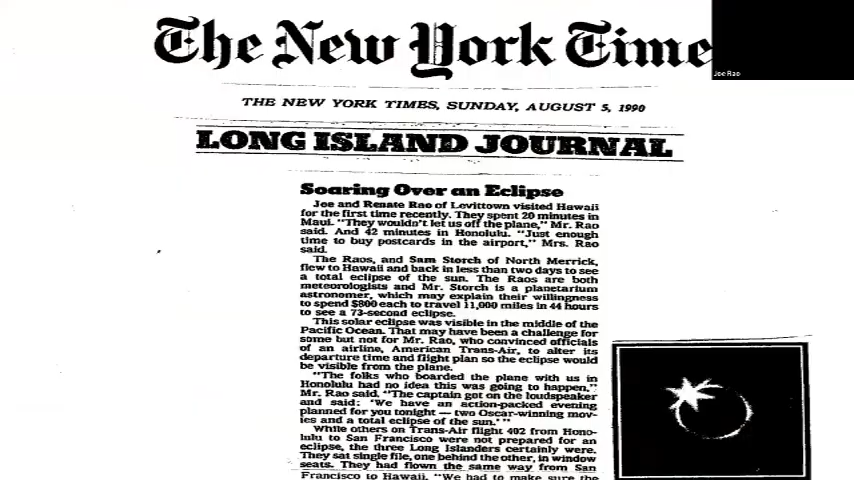 The New York Time
Joe Rao
THE NEW YORK TIMES, SUNDAY, AUGUST 5, 1990
LONG ISLAND JOURNAL
Soaring Over an Eclipse
Joe and Renate Rao of Levittown visited Hawaii
for the first time recently. They spent 20 minutes in
Maui. "They wouldn't let us off the plane," Mr. Rao
said. And 42 minutes in Honolulu. "Just enough
time to buy postcards in the airport," Mrs. Rao
said.
The Raos, and Sam Storch of North Merrick,
flew to Hawaii and back in less than two days to see
a total eclipse of the sun. The Raos are both
meteorologists and Mr. Storch is a planetarium
astronomer, which may explain their willingness
to spend $800 each to travel 11,000 miles in 44 hours
to see a 73-second eclipse.
This solar eclipse was visible in the middle of the
Pacific Ocean. That may have been a challenge for
some but not for Mr. Rao, who convinced officials
of an airline, American Trans-Air, to alter its
departure time and flight plan so the eclipse would
be visible from the plane.
"The folks who boarded the plane with us in
Honolulu had no idea this was going to happen,"
Mr. Rao said. "The captain got on the loudspeaker
and said: 'We have an action-packed evening
planned for you tonight — two Oscar-winning mov-
ies and a total eclipse of the sun.' "
While others on Trans-Air flight 402 from Hono-
lulu to San Francisco were not prepared for an
eclipse, the three Long Islanders certainly were.
They sat single file, one behind the other, in window
seats. They had flown the same way from San
Francisco to Hawaii. "We had to make sure the